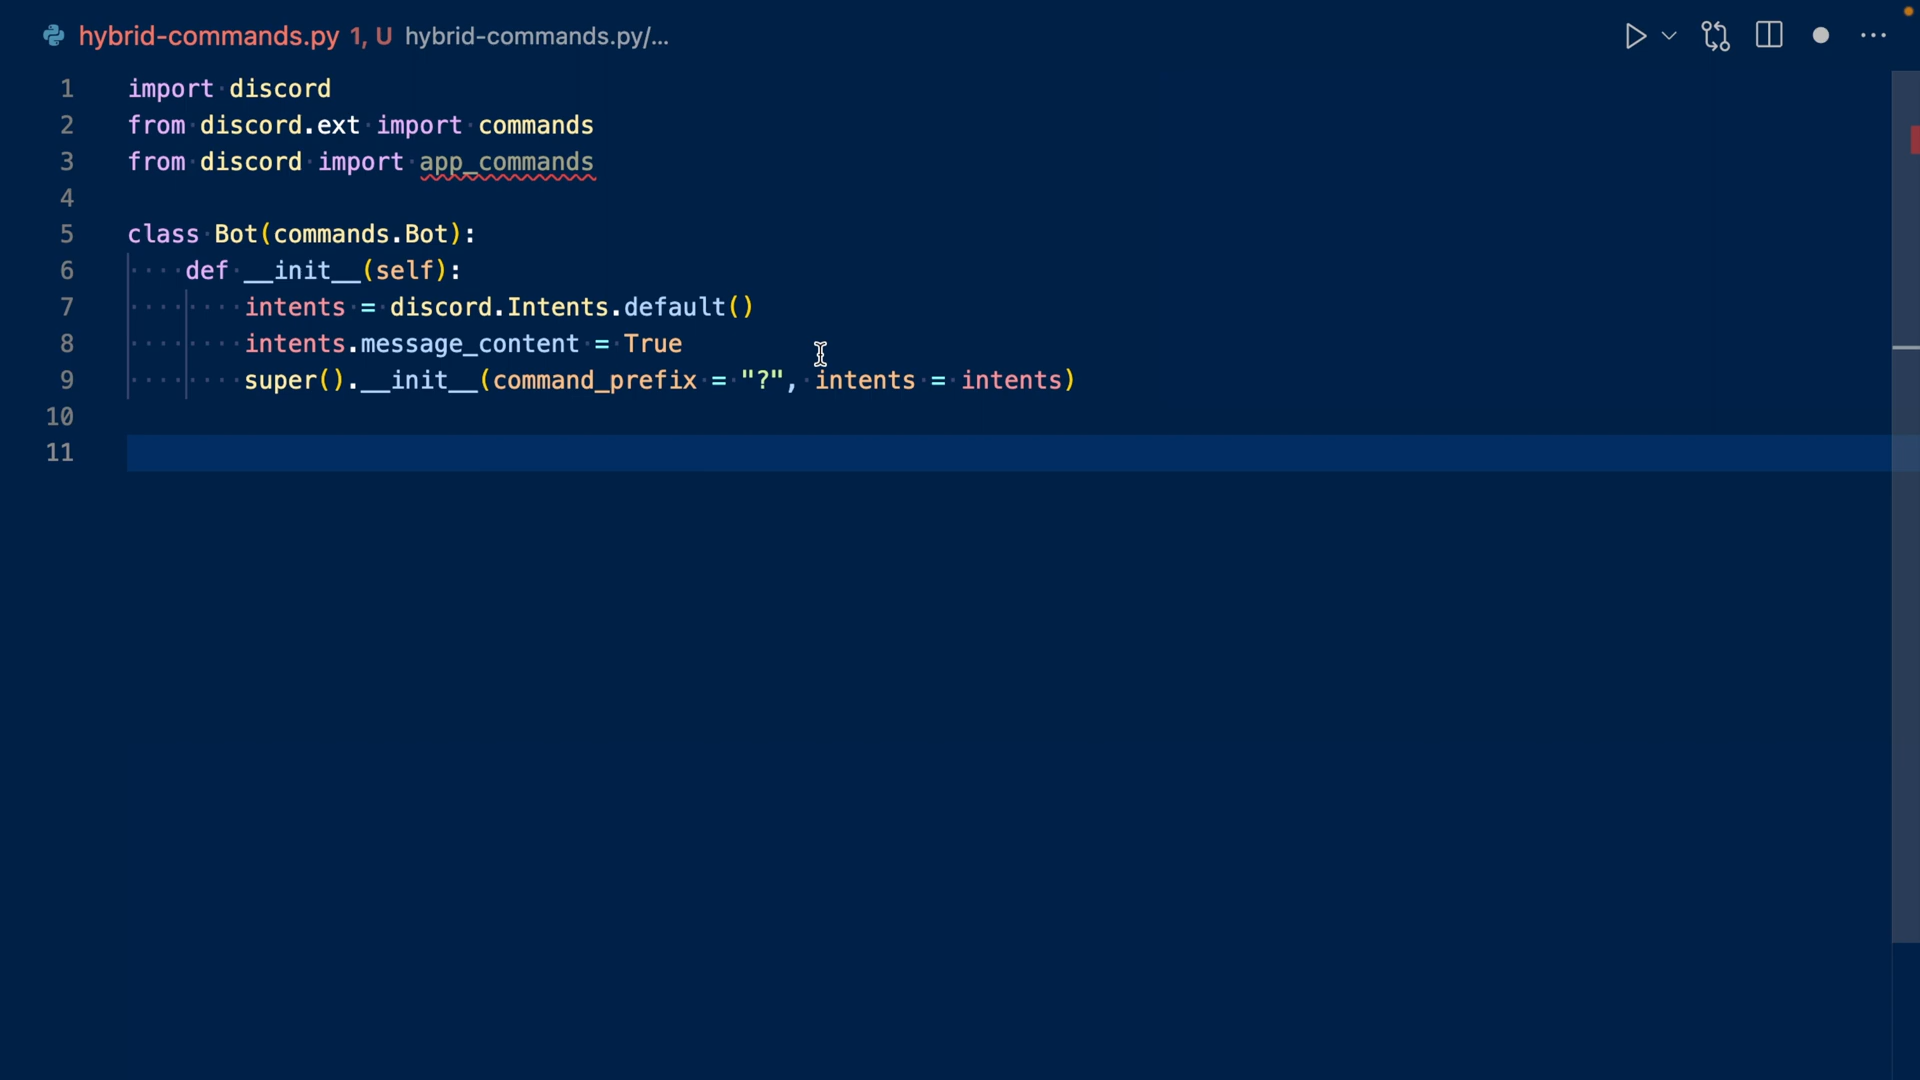 hybrid-commands.py 1, U hybrid-commands.py/...
1 import discord
2 from discord.ext import commands
3 from discord import app_commands
4
5 class Bot(commands.Bot):
6     def __init__(self):
7         intents = discord.Intents.default()
8         intents.message_content = True
9         super().__init__(command_prefix = "?", intents = intents)
10
11